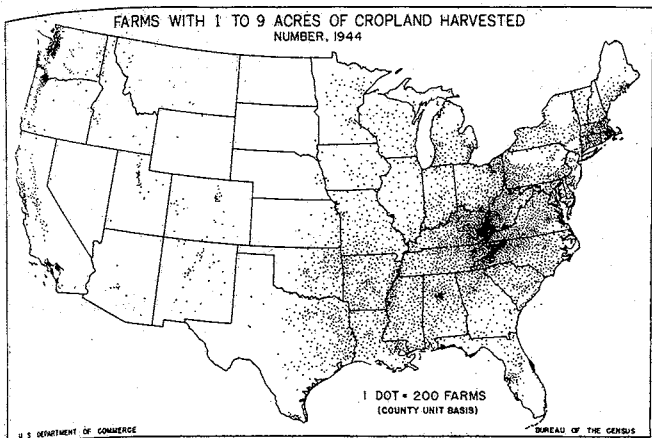 FARMS WITH 1 TO 9 ACRES OF CROPLAND HARVESTED
NUMBER, 1944
1 DOT = 200 FARMS
(COUNTY UNIT BASIS)
U S DEPARTMENT OF COMMERCE
BUREAU OF THE CENSUS